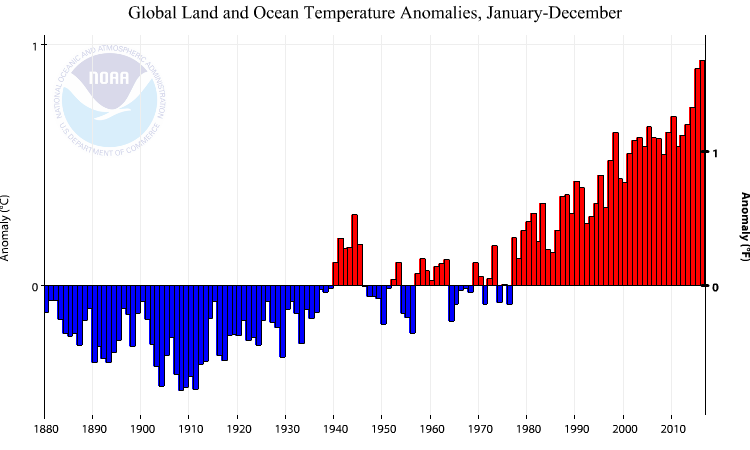 Global Land and Ocean Temperature Anomalies, January-December
1
NATIONAL OCEANIC AND ATMOSPHERIC ADMINISTRATION
NOAA
U.S. DEPARTMENT OF COMMERCE
1
Anomaly (°C)
Anomaly (°F)
0
0
1880 1890 1900 1910 1920 1930 1940 1950 1960 1970 1980 1990 2000 2010